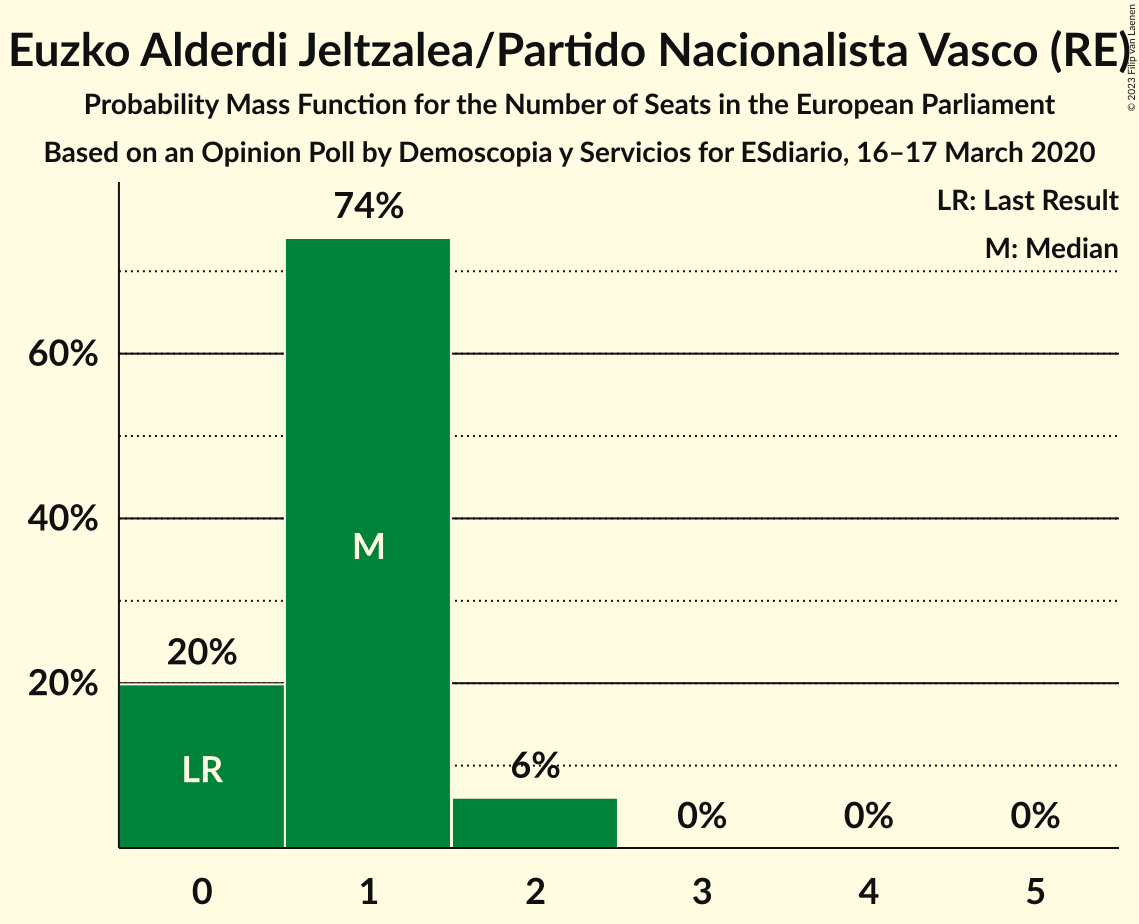 Euzko Alderdi Jeltzalea/Partido Nacionalista Vasco (RE)
© 2023 Filip van Laenen
Probability Mass Function for the Number of Seats in the European Parliament
Based on an Opinion Poll by Demoscopia y Servicios for ESdiario, 16–17 March 2020
LR: Last Result
M: Median
74%
60%
40%
M
20%
20%
LR
6%
0%
0%
0%
0
1
2
3
4
5